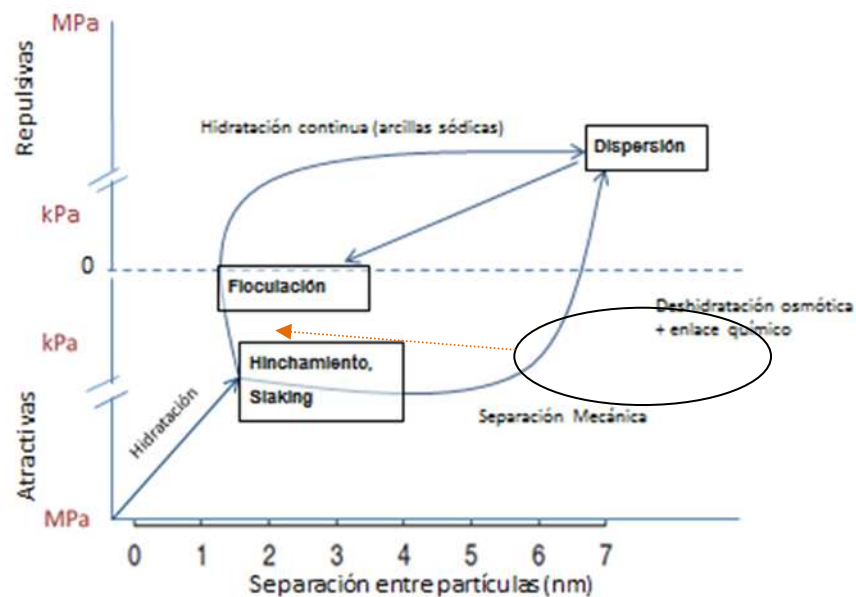 MPa
Repulsivas
Hidratación continua (arcillas sódicas)
Dispersión
kPa
0
Floculación
Deshidratación osmótica
+ enlace químico
kPa
Hinchamiento,
Slaking
Hidratación
Separación Mecánica
Atractivas
MPa
0 1 2 3 4 5 6 7
Separación entre partículas (nm)